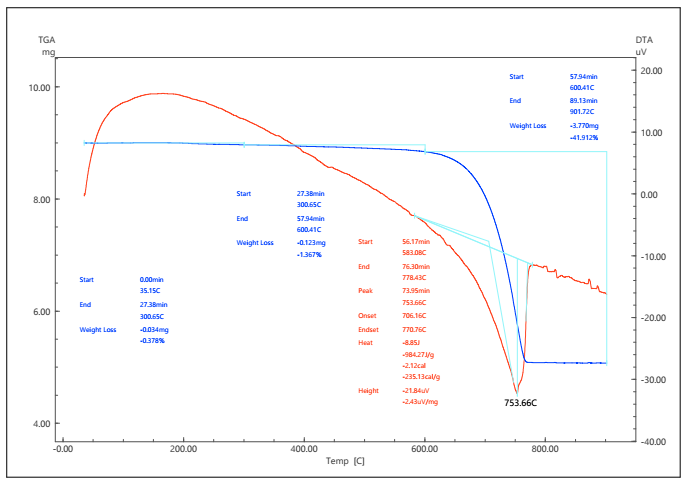 TGA
mg
DTA
uV
10.00
8.00
6.00
4.00
20.00
10.00
0.00
-10.00
-20.00
-30.00
-40.00
Start 57.94min
600.41C
End 89.13min
901.72C
Weight Loss -3.770mg
-41.912%
Start 27.38min
300.65C
End 57.94min
600.41C
Weight Loss -0.123mg
-1.367%
Start 0.00min
35.15C
End 27.38min
300.65C
Weight Loss -0.034mg
-0.378%
Start 56.17min
583.08C
End 76.30min
778.43C
Peak 73.95min
753.66C
Onset 706.16C
Endset 770.76C
Heat -8.85J
-984.27J/g
-2.12cal
-235.13cal/g
Height -21.84uV
-2.43uV/mg
753.66C
-0.00 200.00 400.00 600.00 800.00
Temp [C]